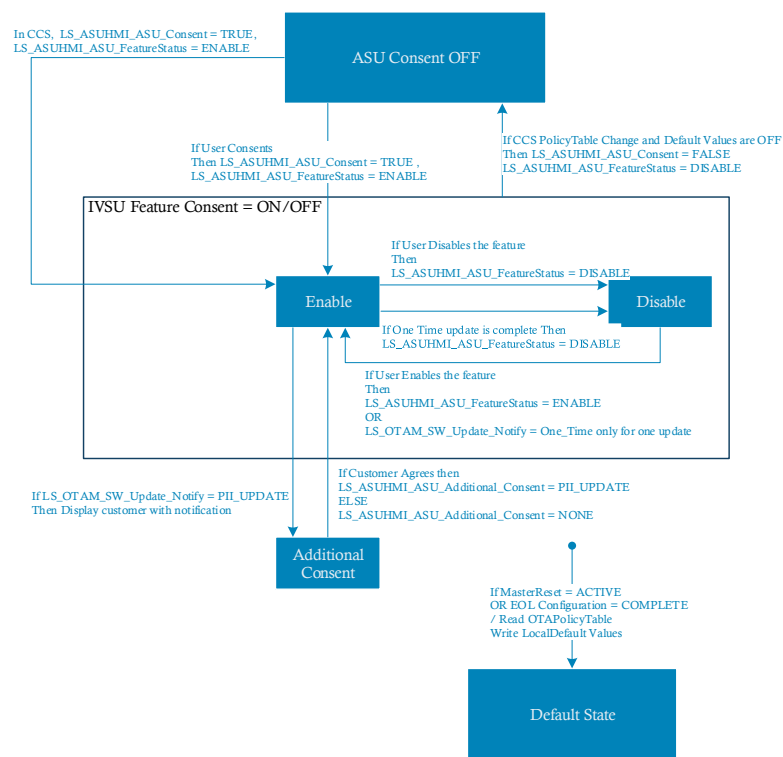 In CCS, LS_ASUHMI_ASU_Consent = TRUE,
LS_ASUHMI_ASU_FeatureStatus = ENABLE
ASU Consent OFF
If User Consents
Then LS_ASUHMI_ASU_Consent = TRUE ,
LS_ASUHMI_ASU_FeatureStatus = ENABLE
If CCS PolicyTable Change and Default Values are OFF
Then LS_ASUHMI_ASU_Consent = FALSE
LS_ASUHMI_ASU_FeatureStatus = DISABLE
IVSU Feature Consent = ON/OFF
If User Disables the feature
Then
LS_ASUHMI_ASU_FeatureStatus = DISABLE
Enable
Disable
If One Time update is complete Then
LS_ASUHMI_ASU_FeatureStatus = DISABLE
If User Enables the feature
Then
LS_ASUHMI_ASU_FeatureStatus = ENABLE
OR
LS_OTAM_SW_Update_Notify = One_Time only for one update
If LS_OTAM_SW_Update_Notify = PII_UPDATE
Then Display customer with notification
If Customer Agrees then
LS_ASUHMI_ASU_Additional_Consent = PII_UPDATE
ELSE
LS_ASUHMI_ASU_Additional_Consent = NONE
Additional
Consent
If MasterReset = ACTIVE
OR EOL Configuration = COMPLETE
/ Read OTAPolicyTable
Write LocalDefault Values
Default State